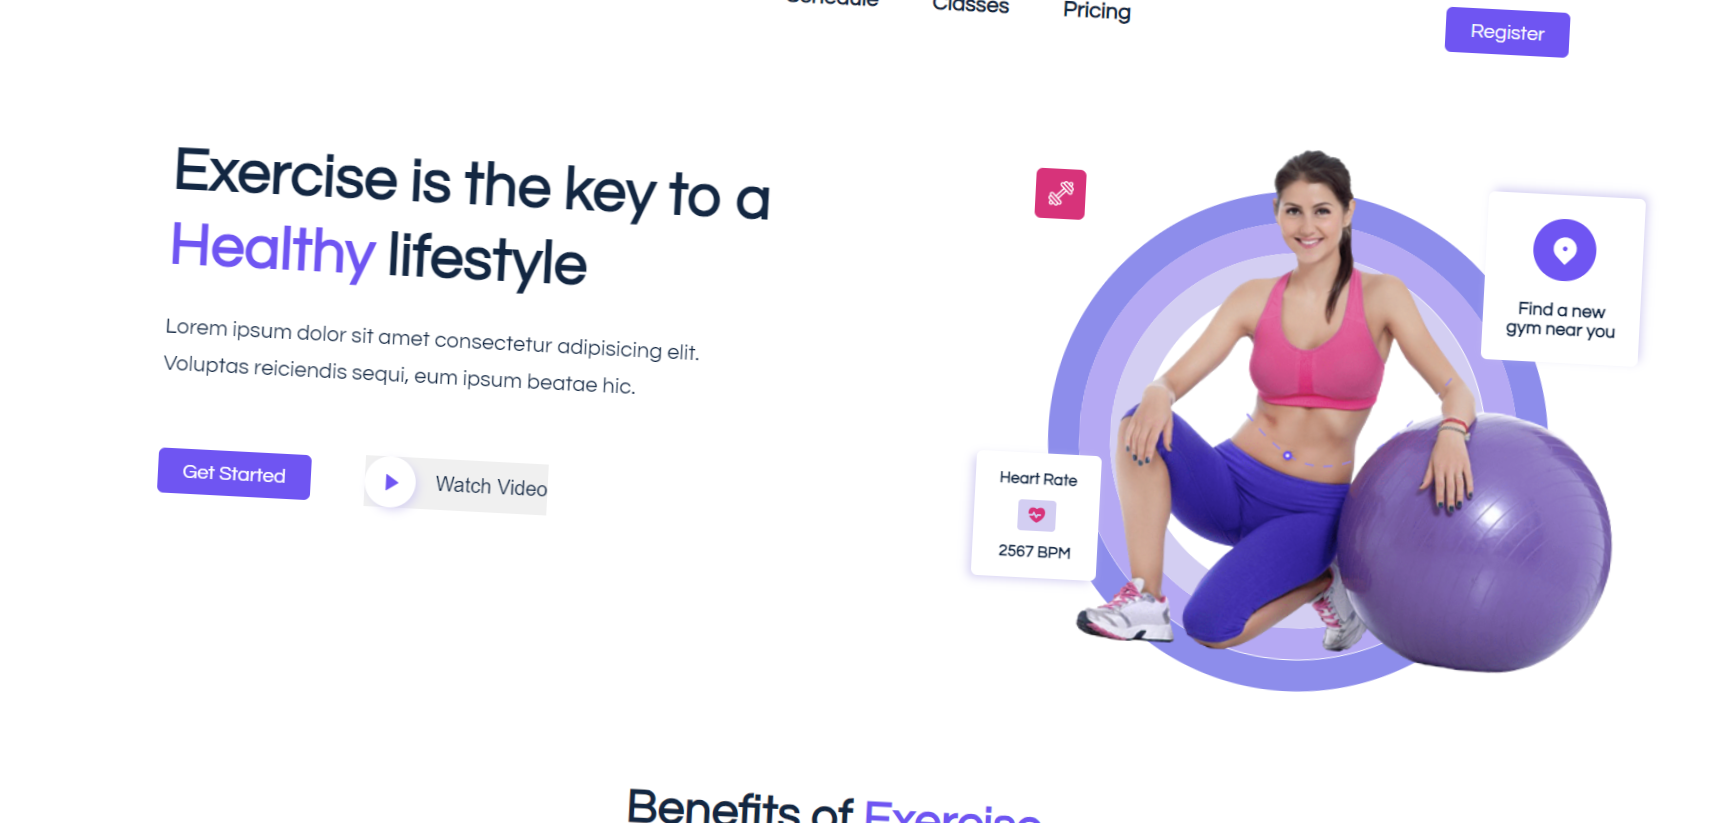 Schedule Classes Pricing
Register
Exercise is the key to a
Healthy lifestyle
Lorem ipsum dolor sit amet consectetur adipisicing elit.
Voluptas reiciendis sequi, eum ipsum beatae hic.
Get Started
Watch Video
Find a new
gym near you
Heart Rate
2567 BPM
Benefits of Exercise